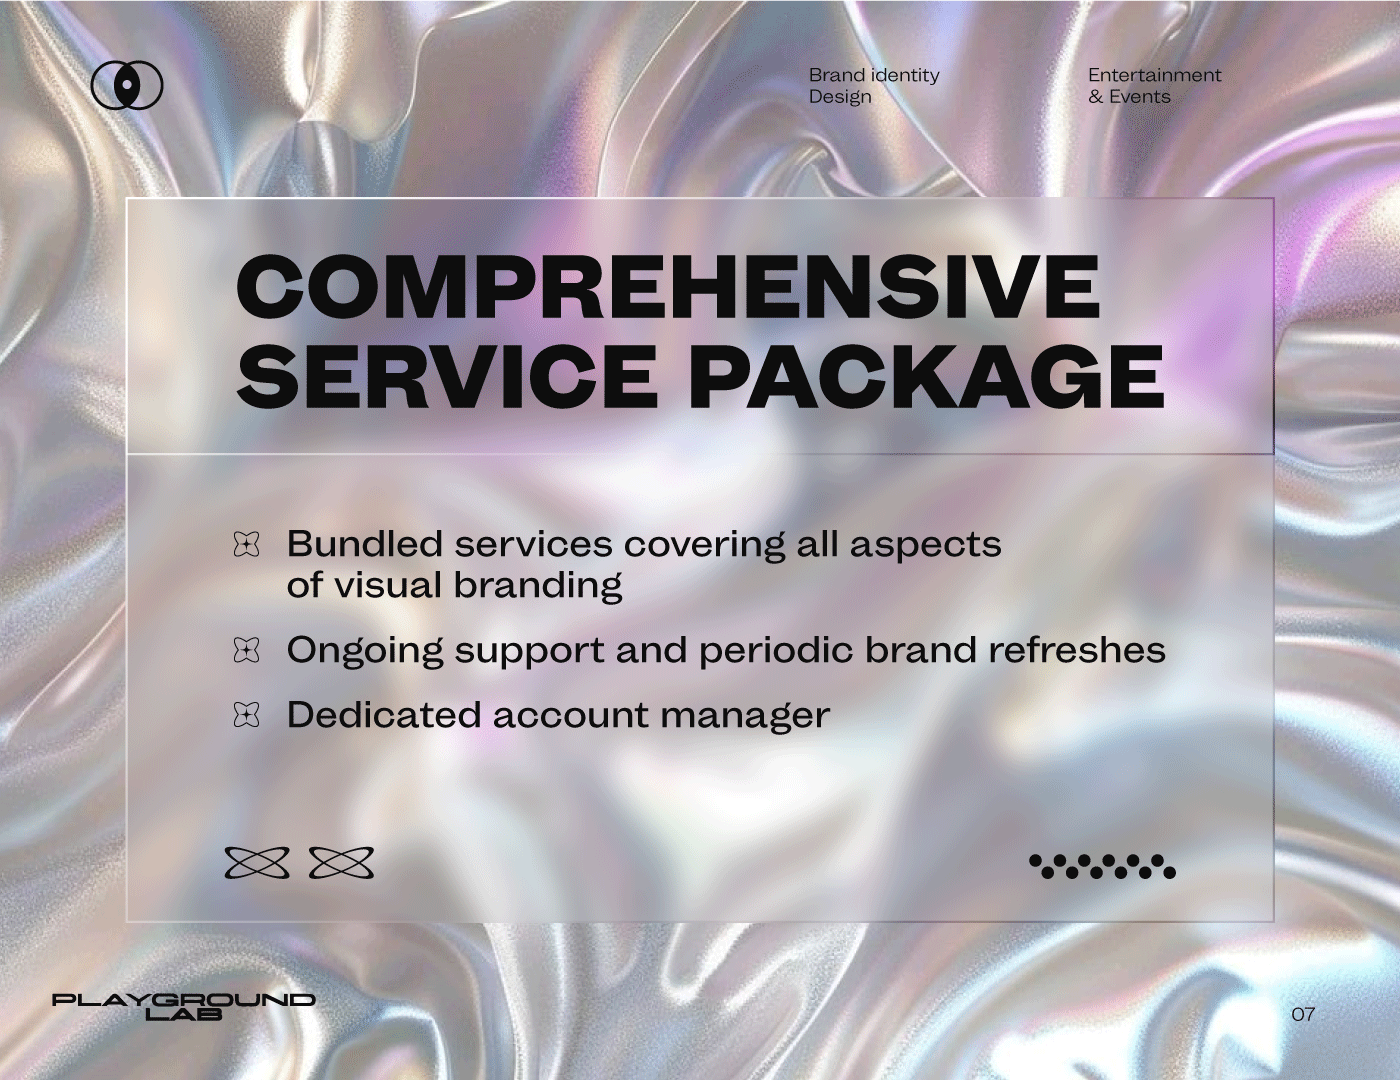 Brand identity
Design
Entertainment
& Events
COMPREHENSIVE
SERVICE PACKAGE
Bundled services covering all aspects
of visual branding
Ongoing support and periodic brand refreshes
Dedicated account manager
PLAYGROUND
LAB
07